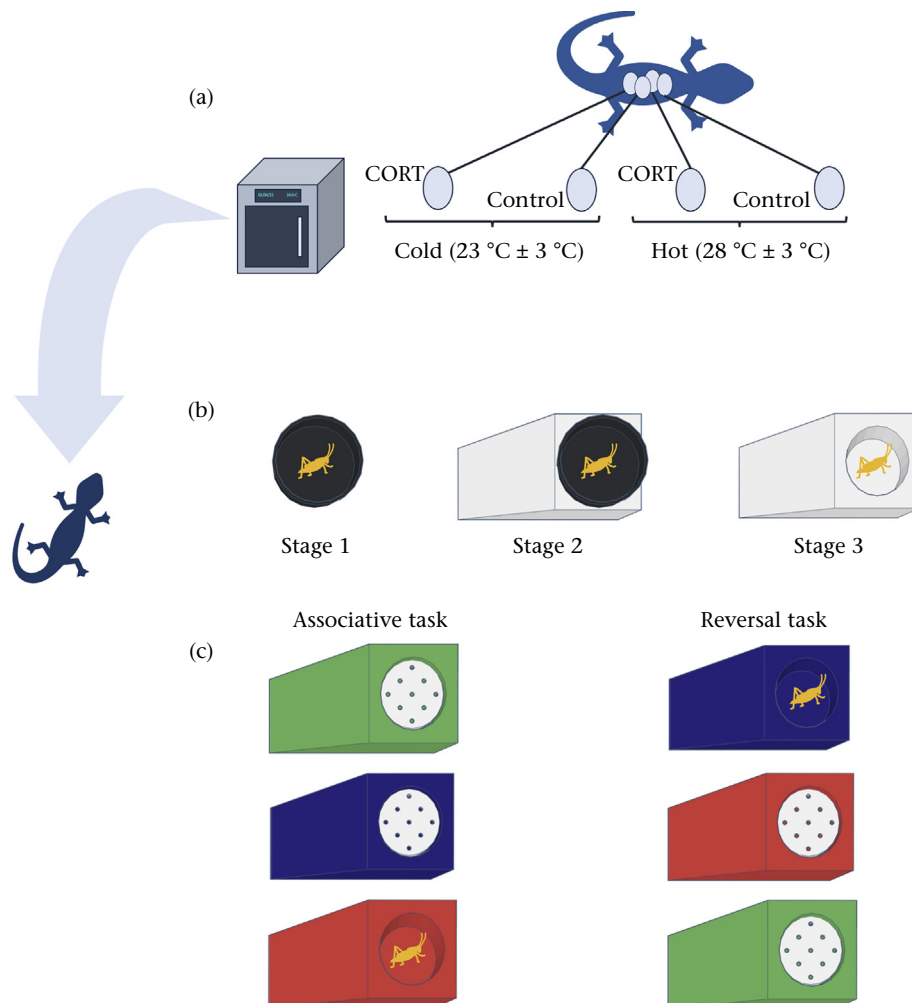 (a)
CORT
Control
CORT
Control
Cold (23 °C ± 3 °C)
Hot (28 °C ± 3 °C)
(b)
Stage 1
Stage 2
Stage 3
Associative task
Reversal task
(c)